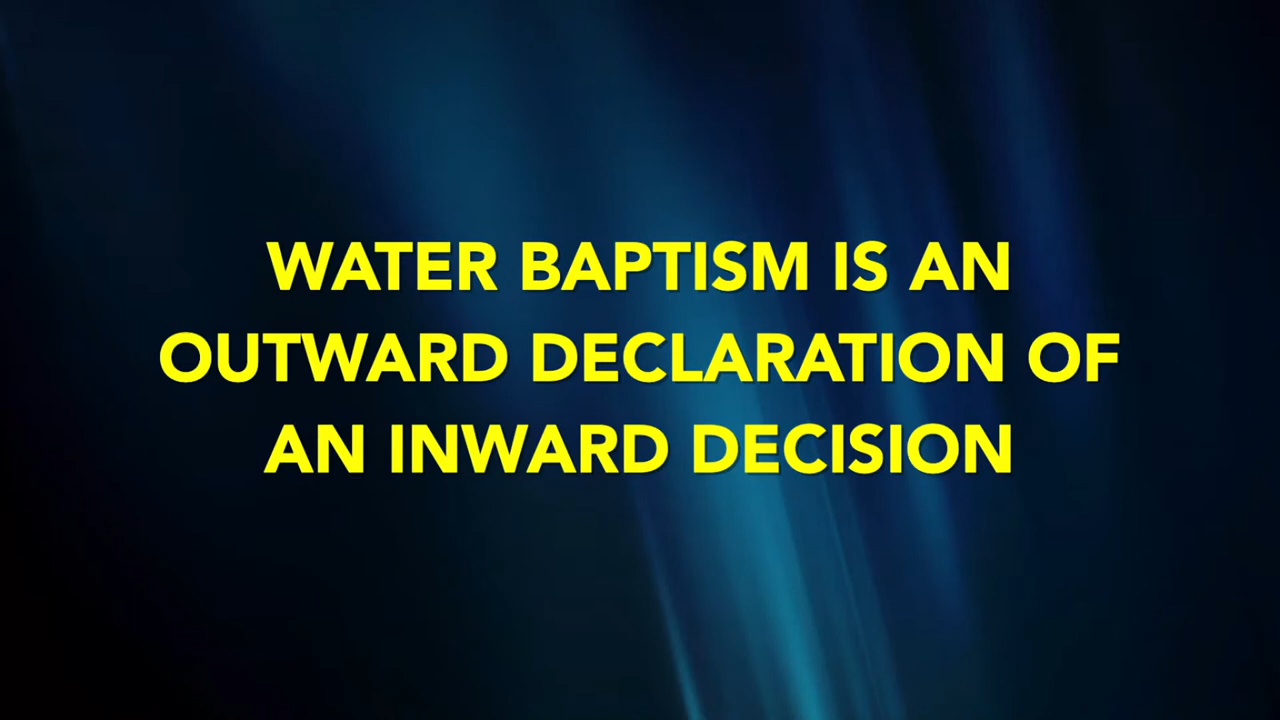 WATER BAPTISM IS AN
OUTWARD DECLARATION OF
AN INWARD DECISION